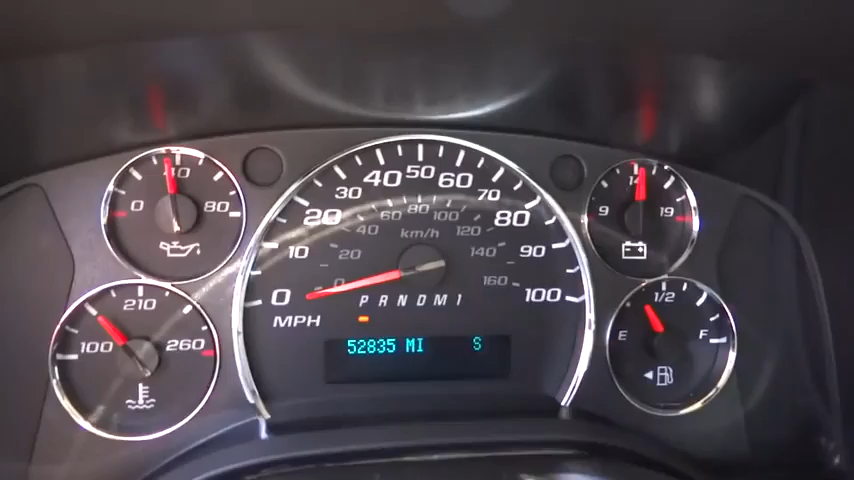 40
0 80
210
100 260
0 10 20 30 40 50 60 70 80 90 100
0 20 40 60 80 100 120 140 160
km/h
MPH
P R N D M 1
52835 MI S
14
9 19
1/2
E F